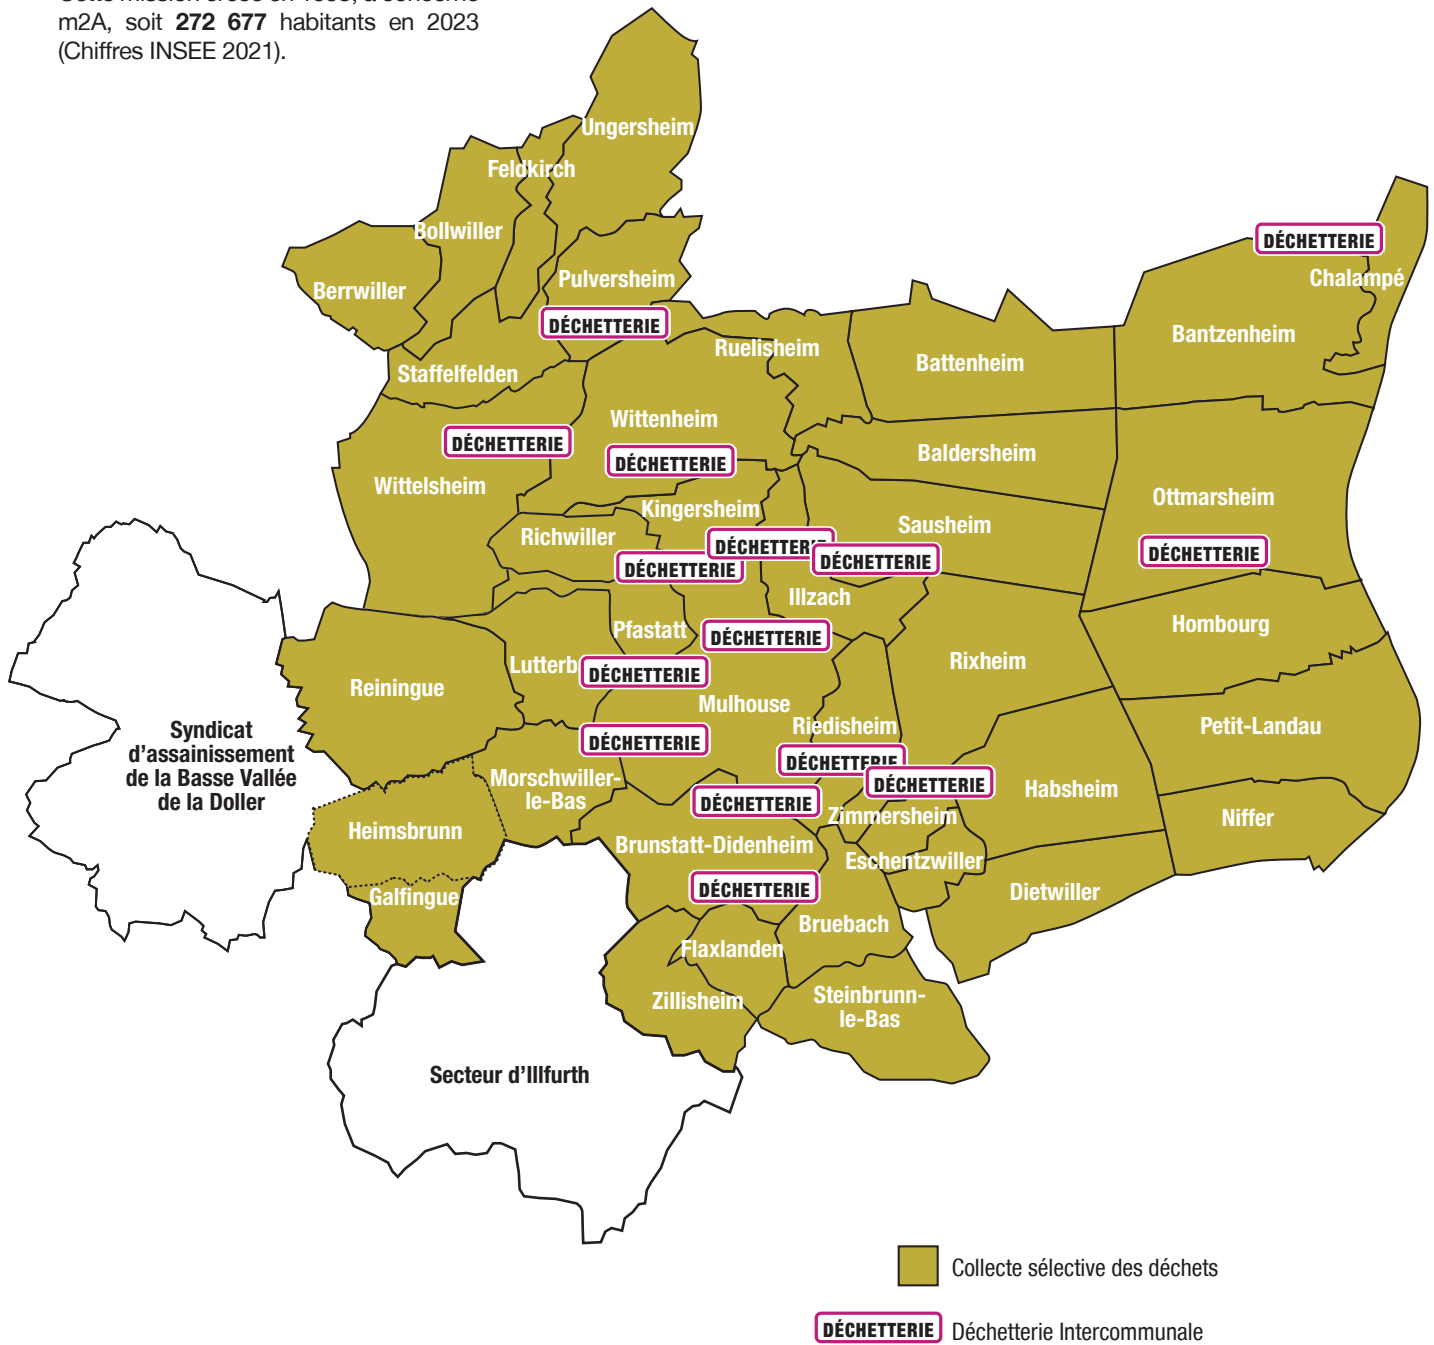 m2A, soit 272 677 habitants en 2023
(Chiffres INSEE 2021).
Ungersheim
Feldkirch
Bollwiller
DÉCHETTERIE
Chalampé
Pulversheim
Berrwiller
DÉCHETTERIE
Bantzenheim
Ruelisheim
Battenheim
Staffelfelden
Wittenheim
DÉCHETTERIE
Baldersheim
DÉCHETTERIE
Wittelsheim
Ottmarsheim
Kingersheim
Sausheim
Richwiller
DÉCHETTERIE
DÉCHETTERIE
DÉCHETTERIE
DÉCHETTERIE
Illzach
Hombourg
Pfastatt
DÉCHETTERIE
Rixheim
Lutterb
DÉCHETTERIE
Reiningue
Mulhouse
Riedisheim
Petit-Landau
Syndicat
d'assainissement
de la Basse Vallée
de la Doller
DÉCHETTERIE
DÉCHETTERIE
Morschwiller-
le-Bas
DÉCHETTERIE
Habsheim
DÉCHETTERIE
Zimmersheim
Niffer
Heimsbrunn
Brunstatt-Didenheim
Eschentzwiller
DÉCHETTERIE
Dietwiller
Galfingue
Bruebach
Flaxlanden
Zillisheim
Steinbrunn-
le-Bas
Secteur d'Illfurth
Collecte sélective des déchets
DÉCHETTERIE Déchetterie Intercommunale